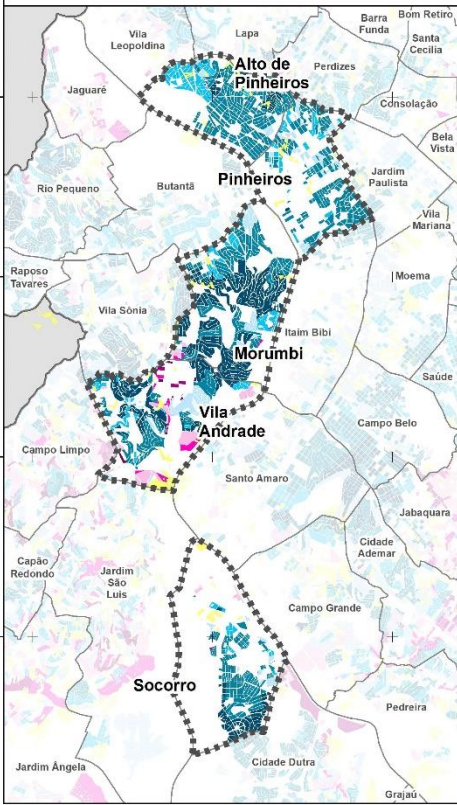 Bom Retiro
Barra
Funda
Vila
Leopoldina
Lapa
Santa
Cecilia
Alto de
Pinheiros
Perdizes
Jaguaré
Consolação
Bela
Vista
Butantã
Pinheiros
Jardim
Paulista
Rio Pequeno
Vila
Mariana
Raposo
Tavares
Moema
Vila Sônia
Itaim Bibi
Morumbi
Saúde
Vila
Andrade
Campo Belo
Campo Limpo
Santo Amaro
Jabaquara
Cidade
Ademar
Capão
Redondo
Jardim
São
Luis
Campo Grande
Socorro
Pedreira
Jardim Ângela
Cidade Dutra
Grajaú